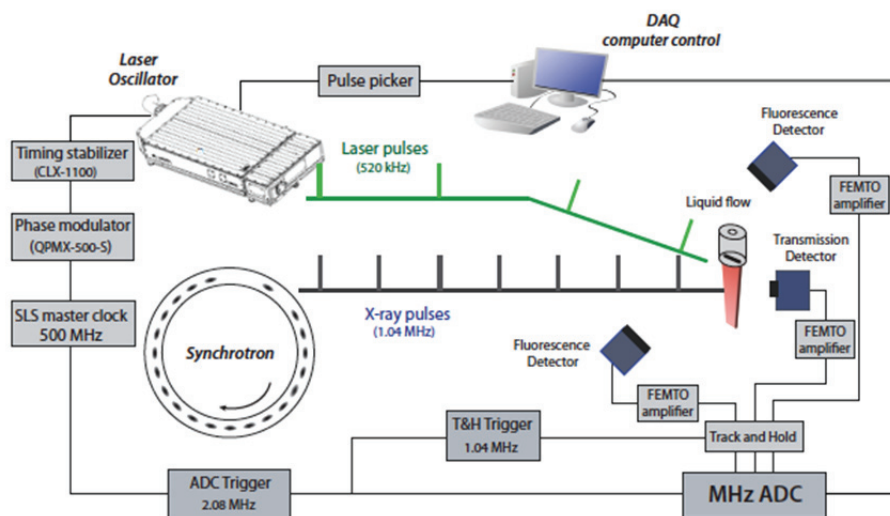 DAQ
computer control
Laser
Oscillator
Pulse picker
Fluorescence
Detector
Timing stabilizer
(CLX-1100)
Laser pulses
(520 kHz)
FEMTO
amplifier
Liquid flow
Phase modulator
(QPMX-500-S)
Transmission
Detector
SLS master clock
500 MHz
X-ray pulses
(1.04 MHz)
Synchrotron
Fluorescence
Detector
FEMTO
amplifier
FEMTO
amplifier
T&H Trigger
1.04 MHz
Track and Hold
ADC Trigger
2.08 MHz
MHz ADC